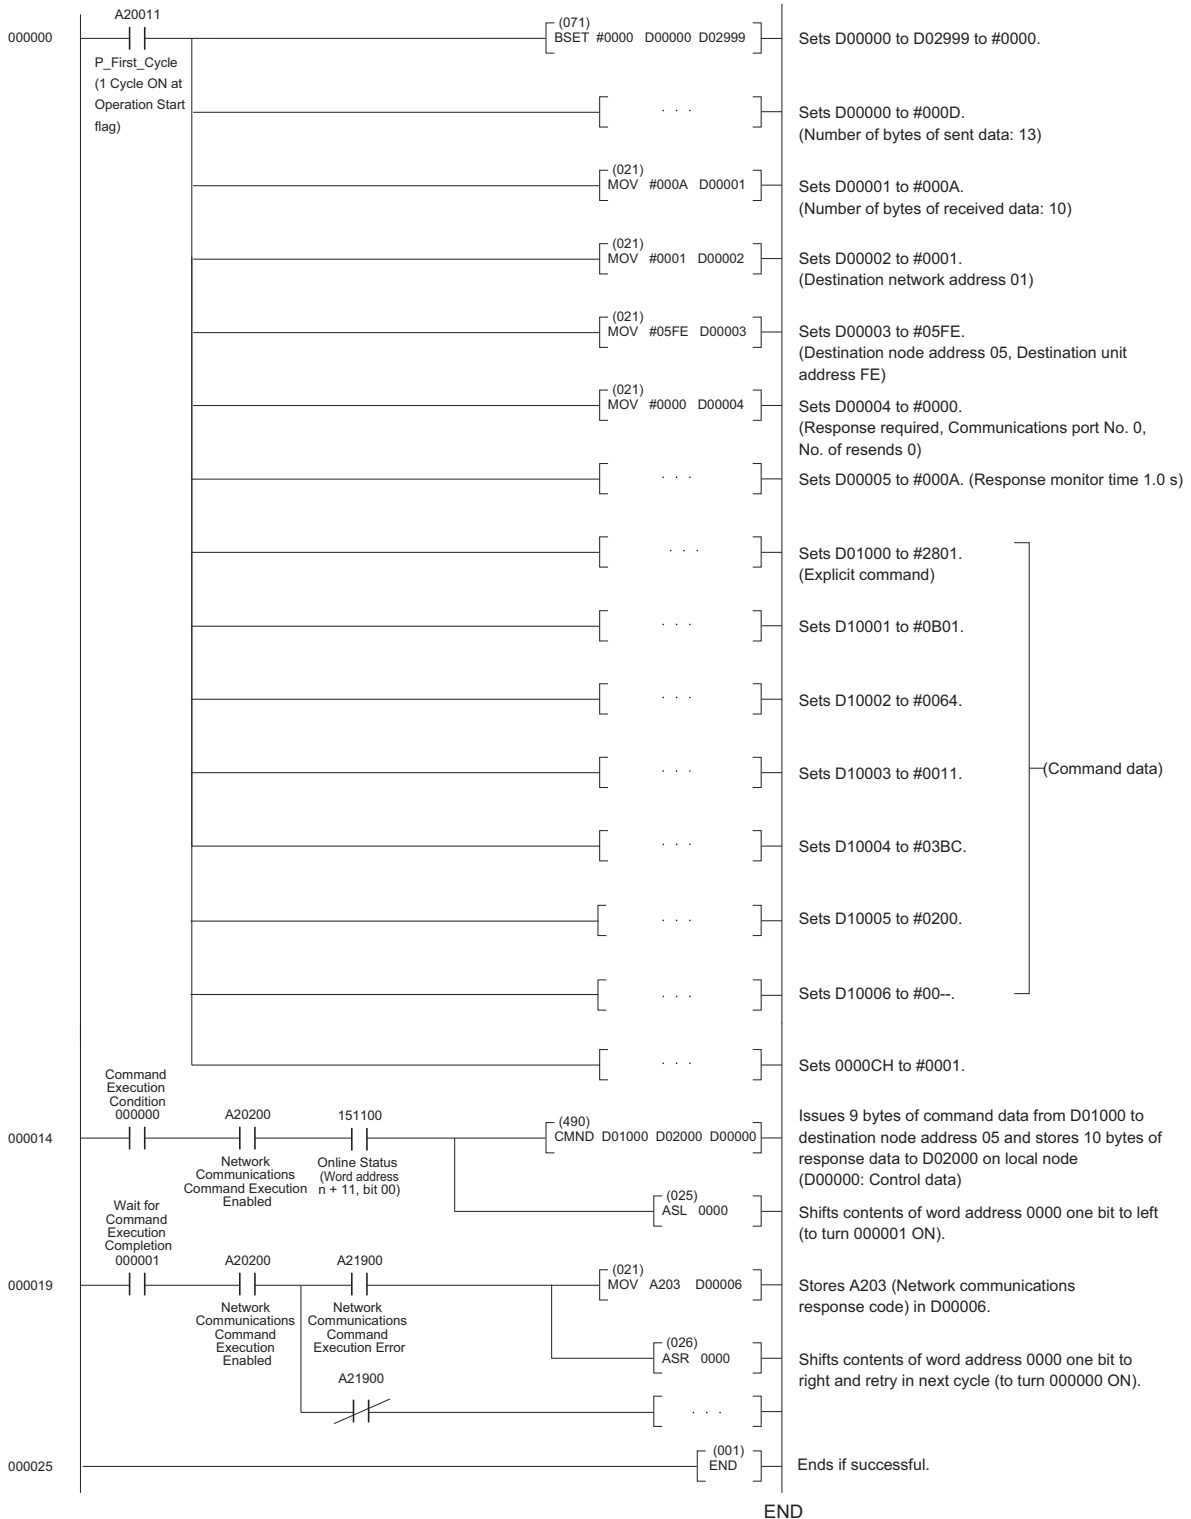 A20011
000000
P_First_Cycle
(1 Cycle ON at
Operation Start
flag)
(071)
BSET #0000 D00000 D02999
Sets D00000 to D02999 to #0000.
. . .
Sets D00000 to #000D.
(Number of bytes of sent data: 13)
(021)
MOV #000A D00001
Sets D00001 to #000A.
(Number of bytes of received data: 10)
(021)
MOV #0001 D00002
Sets D00002 to #0001.
(Destination network address 01)
(021)
MOV #05FE D00003
Sets D00003 to #05FE.
(Destination node address 05, Destination unit
address FE)
(021)
MOV #0000 D00004
Sets D00004 to #0000.
(Response required, Communications port No. 0,
No. of resends 0)
. . .
Sets D00005 to #000A. (Response monitor time 1.0 s)
. . .
Sets D01000 to #2801.
(Explicit command)
. . .
Sets D10001 to #0B01.
. . .
Sets D10002 to #0064.
. . .
Sets D10003 to #0011.
(Command data)
. . .
Sets D10004 to #03BC.
. . .
Sets D10005 to #0200.
. . .
Sets D10006 to #00--.
. . .
Sets 0000CH to #0001.
Command
Execution
Condition
000000
A20200
151100
000014
Network
Communications
Command Execution
Enabled
Online Status
(Word address
n + 11, bit 00)
(490)
CMND D01000 D02000 D00000
Issues 9 bytes of command data from D01000 to
destination node address 05 and stores 10 bytes of
response data to D02000 on local node
(D00000: Control data)
(025)
ASL 0000
Shifts contents of word address 0000 one bit to left
(to turn 000001 ON).
Wait for
Command
Execution
Completion
000001
A20200
A21900
000019
Network
Communications
Command
Execution
Enabled
Network
Communications
Command
Execution Error
(021)
MOV A203 D00006
Stores A203 (Network communications
response code) in D00006.
(026)
ASR 0000
Shifts contents of word address 0000 one bit to
right and retry in next cycle (to turn 000000 ON).
A21900
. . .
000025
(001)
END
Ends if successful.
END